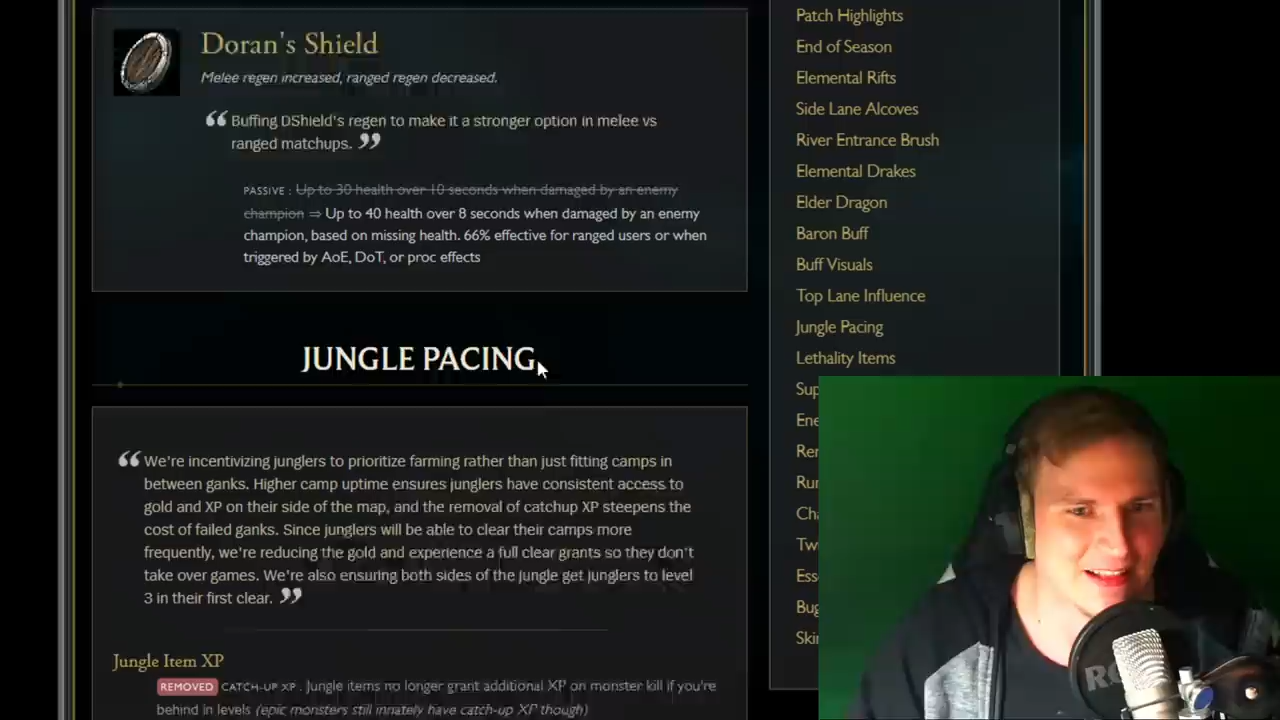 Doran's Shield
Melee regen increased, ranged regen decreased.
“ Buffing DShield's regen to make it a stronger option in melee vs
ranged matchups. ”
PASSIVE : Up to 30 health over 10 seconds when damaged by an enemy
champion ⇒ Up to 40 health over 8 seconds when damaged by an enemy
champion, based on missing health. 66% effective for ranged users or when
triggered by AoE, DoT, or proc effects
JUNGLE PACING
“ We're incentivizing junglers to prioritize farming rather than just fitting camps in
between ganks. Higher camp uptime ensures junglers have consistent access to
gold and XP on their side of the map, and the removal of catchup XP steepens the
cost of failed ganks. Since junglers will be able to clear their camps more
frequently, we're reducing the gold and experience a full clear grants so they don't
take over games. We're also ensuring both sides of the jungle get junglers to level
3 in their first clear. ”
Jungle Item XP
REMOVED CATCH-UP XP : Jungle items no longer grant additional XP on monster kill if you're
behind in levels (epic monsters still innately have catch-up XP though)
Patch Highlights
End of Season
Elemental Rifts
Side Lane Alcoves
River Entrance Brush
Elemental Drakes
Elder Dragon
Baron Buff
Buff Visuals
Top Lane Influence
Jungle Pacing
Lethality Items
Sup
Ene
Rer
Rur
Cha
Tw
Ess
Bug
Skir